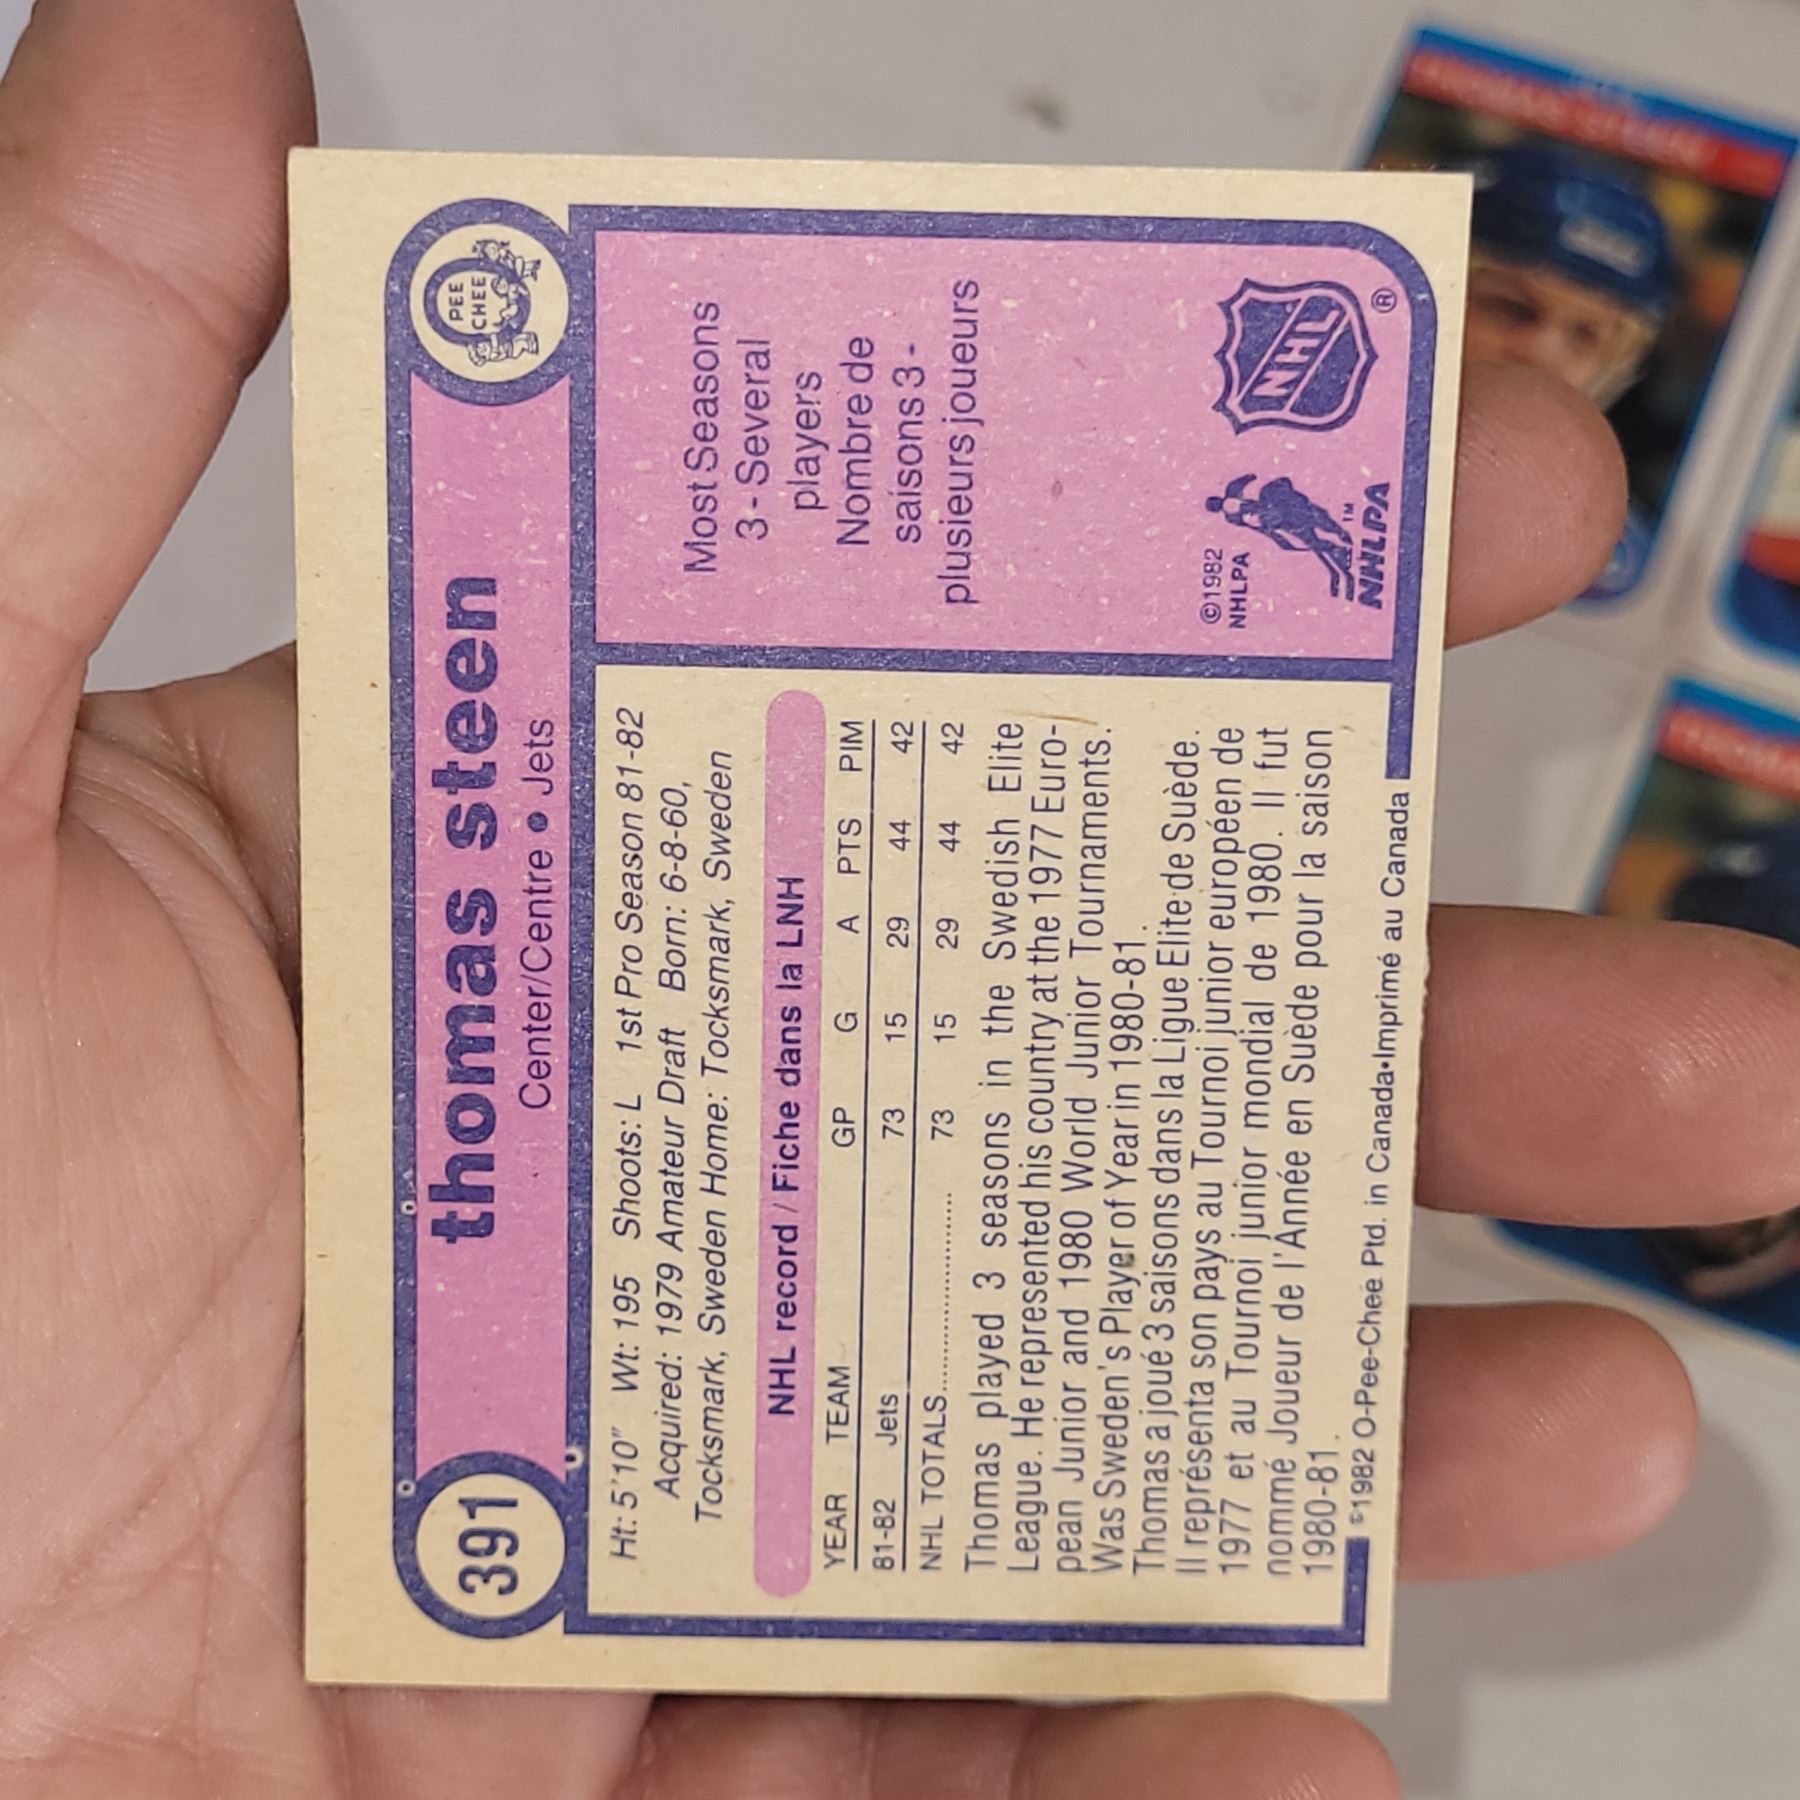 391
thomas steen
Center/Centre • Jets
PEE
CHEE
Ht: 5'10" Wt: 195 Shoots: L 1st Pro Season 81-82
Acquired: 1979 Amateur Draft Born: 6-8-60,
Tocksmark, Sweden Home: Tocksmark, Sweden
NHL record / Fiche dans la LNH
YEAR TEAM GP G A PTS PIM
81-82 Jets 73 15 29 44 42
NHL TOTALS.................... 73 15 29 44 42
Thomas played 3 seasons in the Swedish Elite
League. He represented his country at the 1977 Euro-
pean Junior and 1980 World Junior Tournaments.
Was Sweden's Player of Year in 1980-81.
Thomas a joué 3 saisons dans la Ligue Elite de Suède.
Il représenta son pays au Tournoi junior européen de
1977 et au Tournoi junior mondial de 1980. Il fut
nommé Joueur de l'Année en Suède pour la saison
1980-81.
©1982 O-Pee-Chee Ptd. in Canada•Imprimé au Canada
Most Seasons
3 - Several
players
Nombre de
saisons 3 -
plusieurs joueurs
©1982
NHLPA
TM
NHLPA
NHL
®